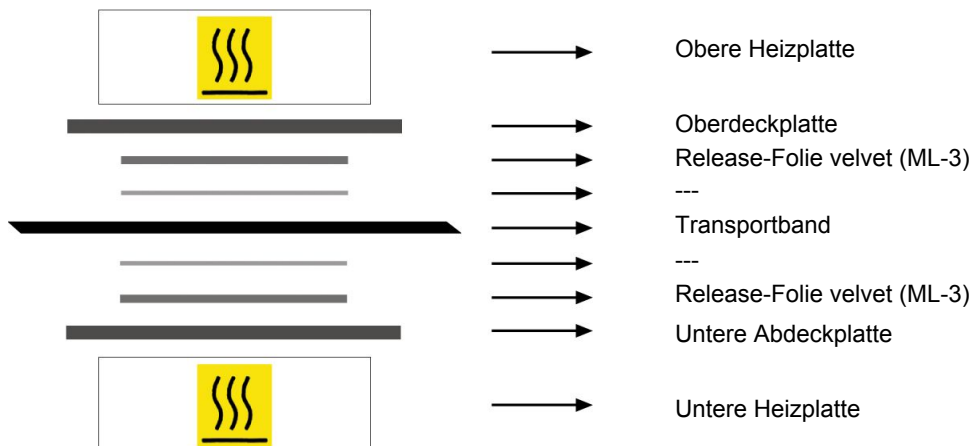 Obere Heizplatte
Oberdeckplatte
Release-Folie velvet (ML-3)
---
Transportband
---
Release-Folie velvet (ML-3)
Untere Abdeckplatte
Untere Heizplatte